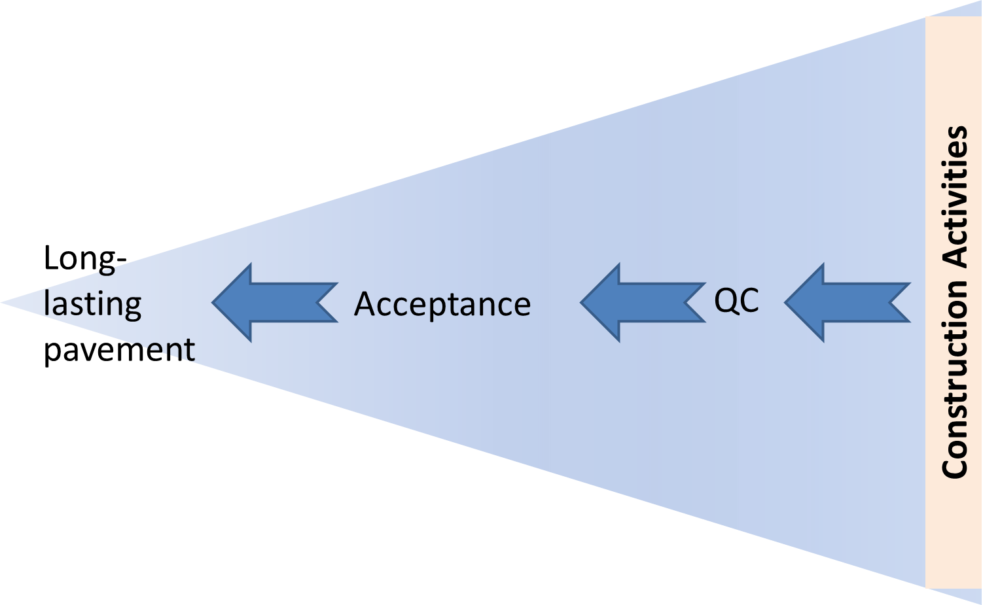 Long-
lasting
pavement
Acceptance
QC
Construction Activities